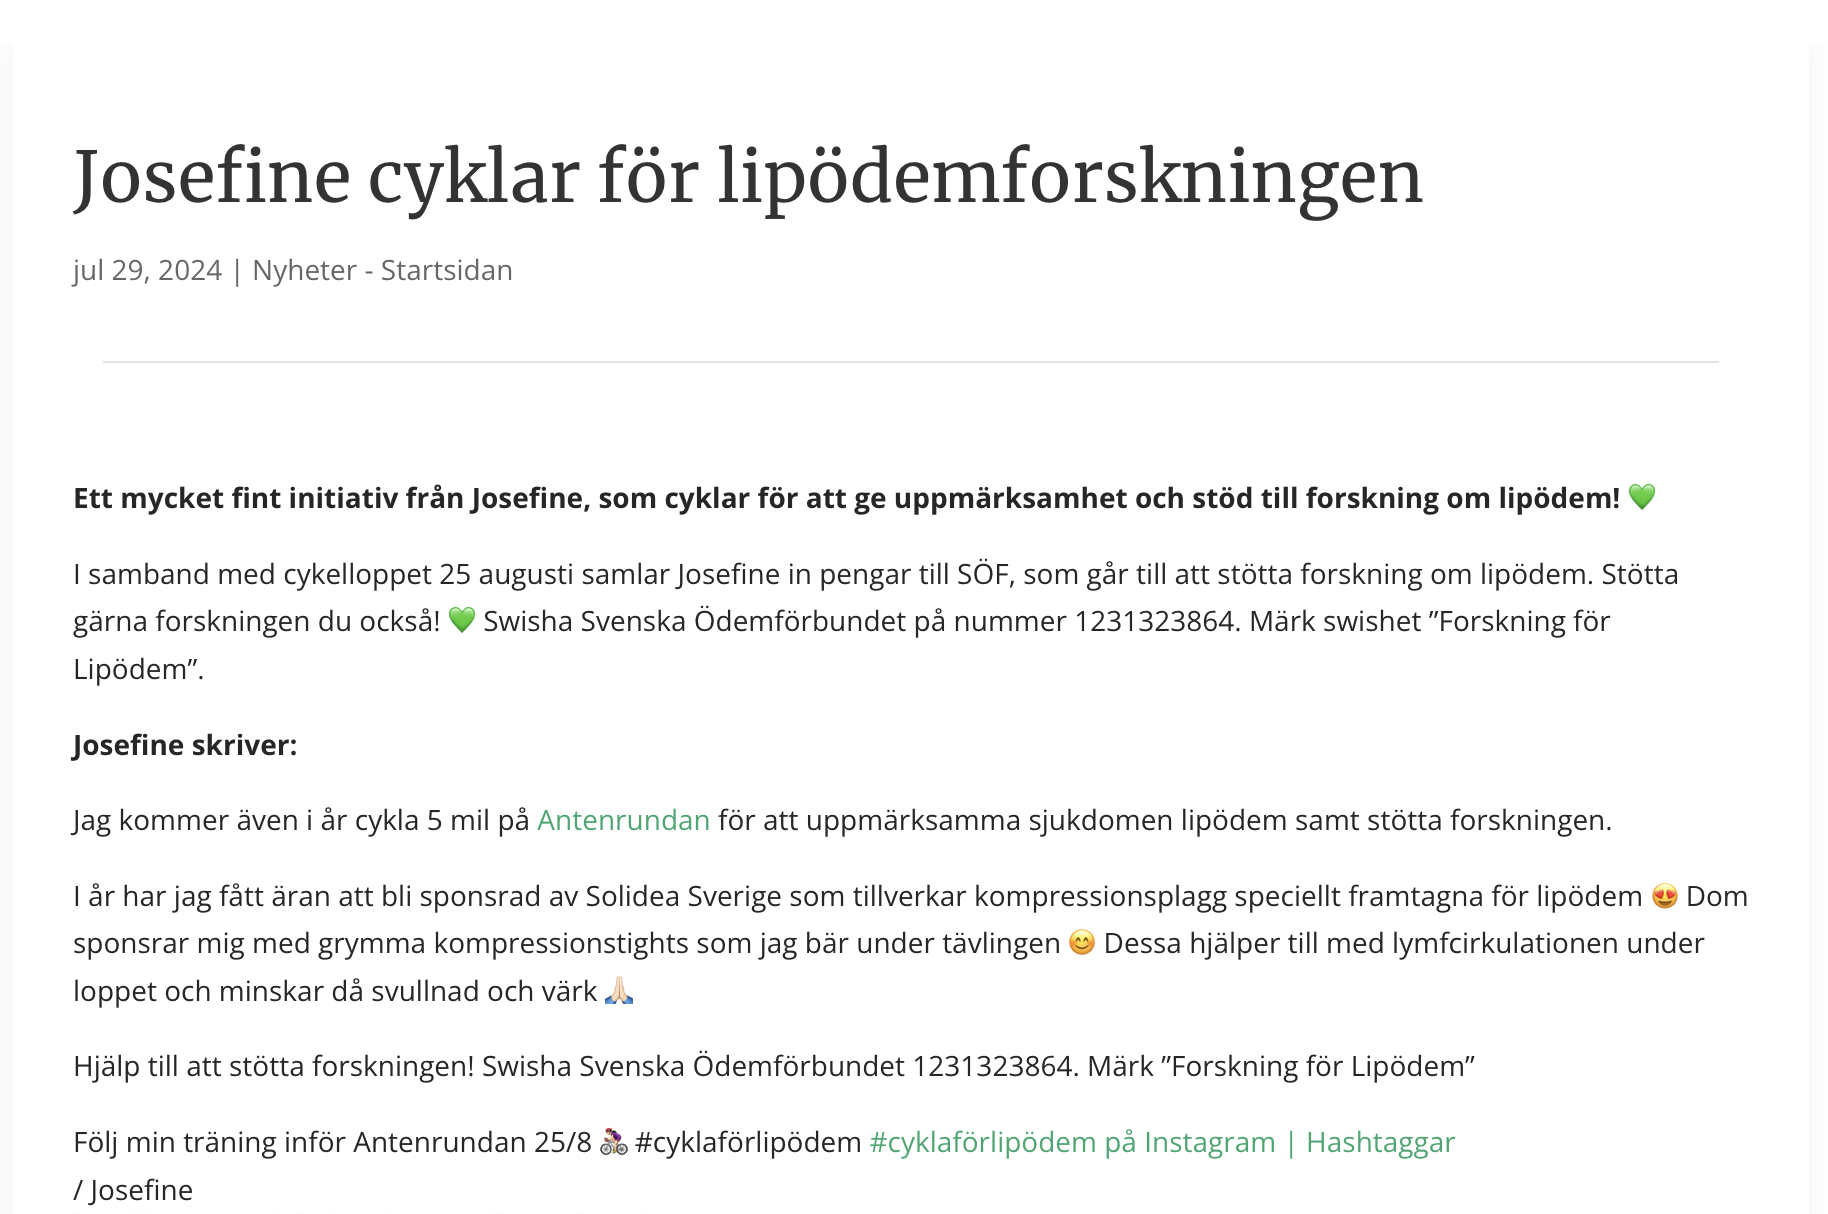 Josefine cyklar för lipödemforskningen
jul 29, 2024 | Nyheter - Startsidan
Ett mycket fint initiativ från Josefine, som cyklar för att ge uppmärksamhet och stöd till forskning om lipödem! 💚
I samband med cykelloppet 25 augusti samlar Josefine in pengar till SÖF, som går till att stötta forskning om lipödem. Stötta
gärna forskningen du också! 💚 Swisha Svenska Ödemförbundet på nummer 1231323864. Märk swishet ”Forskning för
Lipödem”.
Josefine skriver:
Jag kommer även i år cykla 5 mil på Antenrundan för att uppmärksamma sjukdomen lipödem samt stötta forskningen.
I år har jag fått äran att bli sponsrad av Solidea Sverige som tillverkar kompressionsplagg speciellt framtagna för lipödem 😍 Dom
sponsrar mig med grymma kompressionstights som jag bär under tävlingen 😊 Dessa hjälper till med lymfcirkulationen under
loppet och minskar då svullnad och värk 🙏🏻
Hjälp till att stötta forskningen! Swisha Svenska Ödemförbundet 1231323864. Märk ”Forskning för Lipödem”
Följ min träning inför Antenrundan 25/8 🚴🏼‍♀️ #cyklaförlipödem #cyklaförlipödem på Instagram | Hashtaggar
/ Josefine